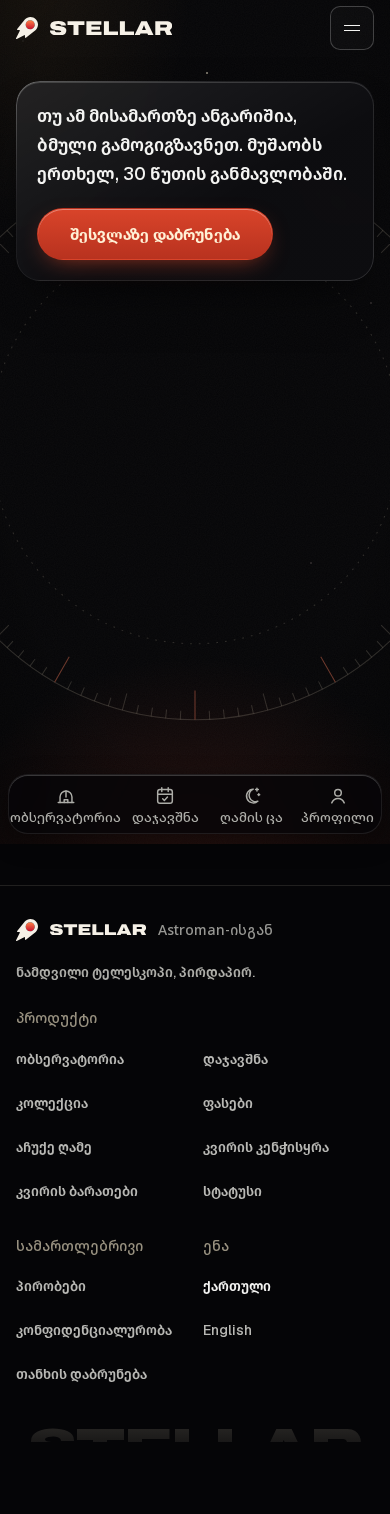 STELLAR
თუ ამ მისამართზე ანგარიშია,
ბმული გამოგიგზავნეთ. მუშაობს
ერთხელ, 30 წუთის განმავლობაში.
შესვლაზე დაბრუნება
ობსერვატორია დაჯავშნა ღამის ცა პროფილი
STELLAR Astroman-ისგან
ნამდვილი ტელესკოპი, პირდაპირ.
პროდუქტი
ობსერვატორია დაჯავშნა
კოლექცია ფასები
აჩუქე ღამე კვირის კენჭისყრა
კვირის ბარათები სტატუსი
სამართლებრივი ენა
პირობები ქართული
კონფიდენციალურობა English
თანხის დაბრუნება
STELLAR